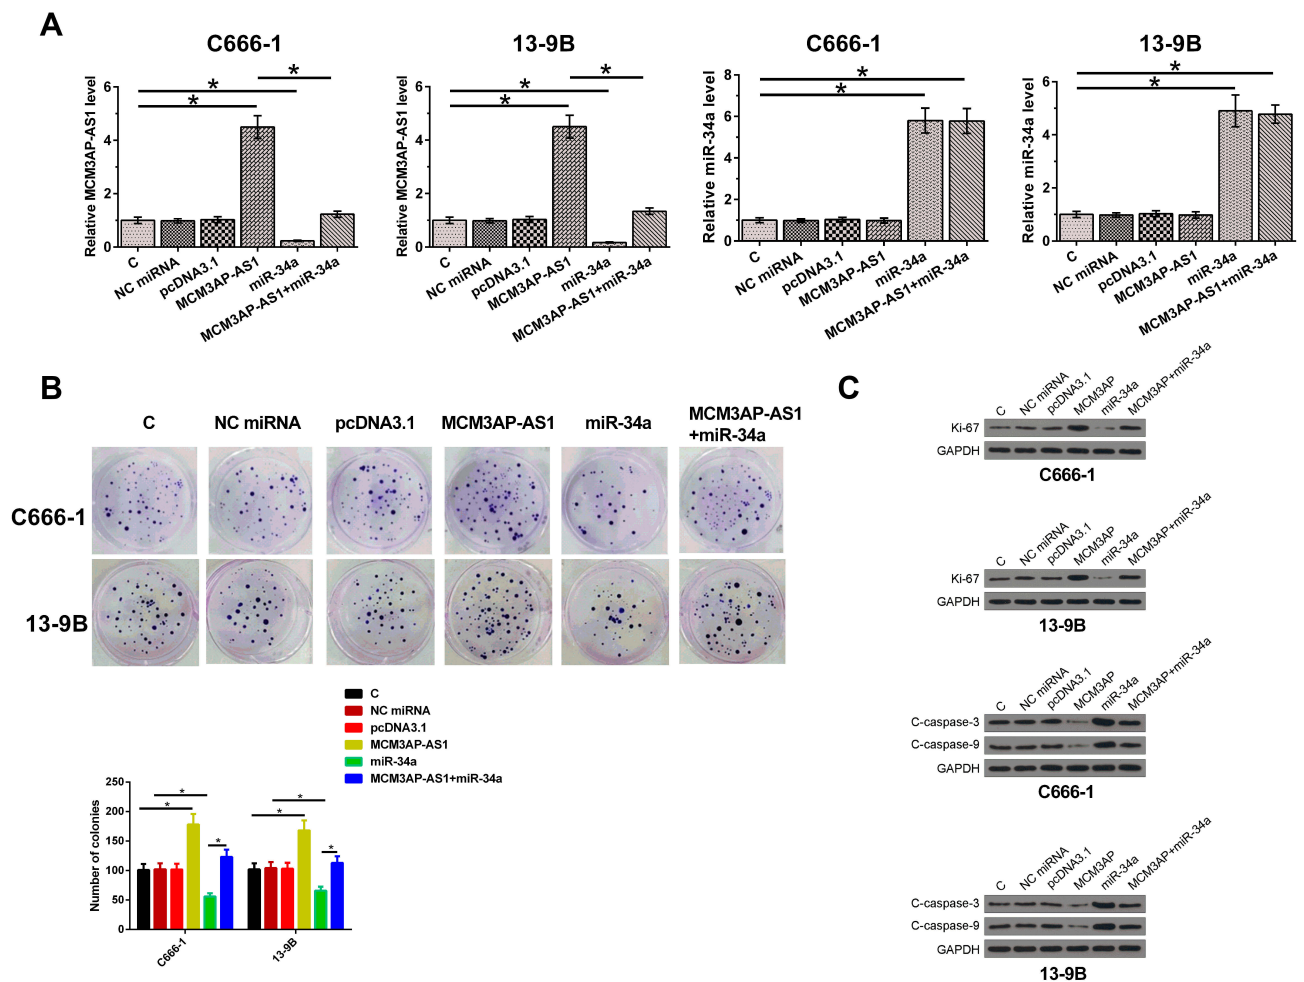 A
C666-1
Relative MCM3AP-AS1 level
6
4
2
0
*
*
*
C
NC miRNA
pcDNA3.1
MCM3AP-AS1
miR-34a
MCM3AP-AS1+miR-34a
13-9B
Relative MCM3AP-AS1 level
6
4
2
0
*
*
*
C
NC miRNA
pcDNA3.1
MCM3AP-AS1
miR-34a
MCM3AP-AS1+miR-34a
C666-1
Relative miR-34a level
8
6
4
2
0
*
*
C
NC miRNA
pcDNA3.1
MCM3AP-AS1
miR-34a
MCM3AP-AS1+miR-34a
13-9B
Relative miR-34a level
6
4
2
0
*
*
C
NC miRNA
pcDNA3.1
MCM3AP-AS1
miR-34a
MCM3AP-AS1+miR-34a
B
C NC miRNA pcDNA3.1 MCM3AP-AS1 miR-34a MCM3AP-AS1
+miR-34a
C666-1
13-9B
C
NC miRNA
pcDNA3.1
MCM3AP-AS1
miR-34a
MCM3AP-AS1+miR-34a
Number of colonies
250
200
150
100
50
0
*
*
*
*
*
*
C666-1
13-9B
C
C
NC miRNA
pcDNA3.1
MCM3AP
miR-34a
MCM3AP+miR-34a
Ki-67
GAPDH
C666-1
C
NC miRNA
pcDNA3.1
MCM3AP
miR-34a
MCM3AP+miR-34a
Ki-67
GAPDH
13-9B
C
NC miRNA
pcDNA3.1
MCM3AP
miR-34a
MCM3AP+miR-34a
C-caspase-3
C-caspase-9
GAPDH
C666-1
C
NC miRNA
pcDNA3.1
MCM3AP
miR-34a
MCM3AP+miR-34a
C-caspase-3
C-caspase-9
GAPDH
13-9B